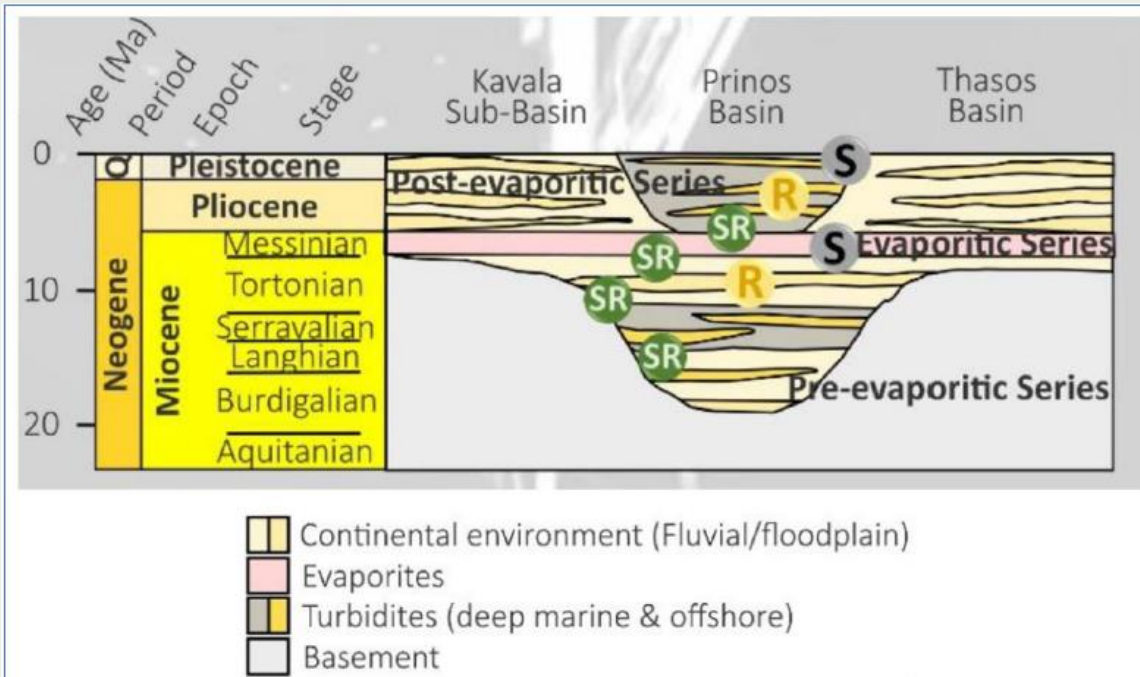 Age (Ma)
Period
Epoch
Stage
Kavala
Sub-Basin
Prinos
Basin
Thasos
Basin
0
10
20
Q
Neogene
Pleistocene
Pliocene
Miocene
Messinian
Tortonian
Serravalian
Langhian
Burdigalian
Aquitanian
Post-evaporitic Series
S
R
SR
SR
S
Evaporitic Series
SR
R
SR
Pre-evaporitic Series
Continental environment (Fluvial/floodplain)
Evaporites
Turbidites (deep marine & offshore)
Basement